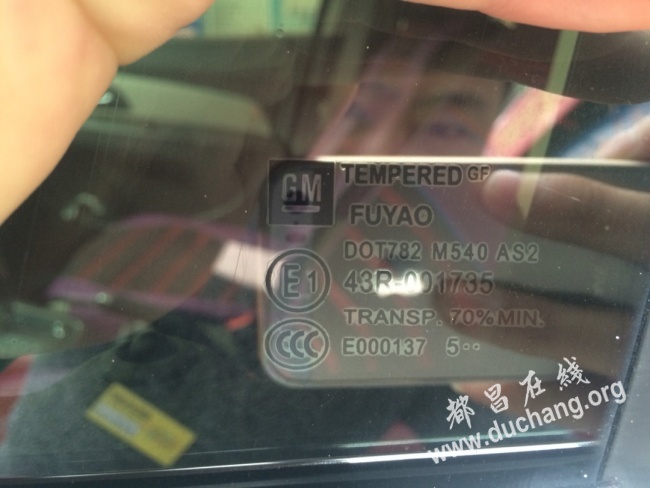 GM
TEMPERED GF
FUYAO
DOT782 M540 AS2
E1
43R-001735
TRANSP. 70% MIN.
CCC
E000137 5··
都昌在线
www.duchang.org